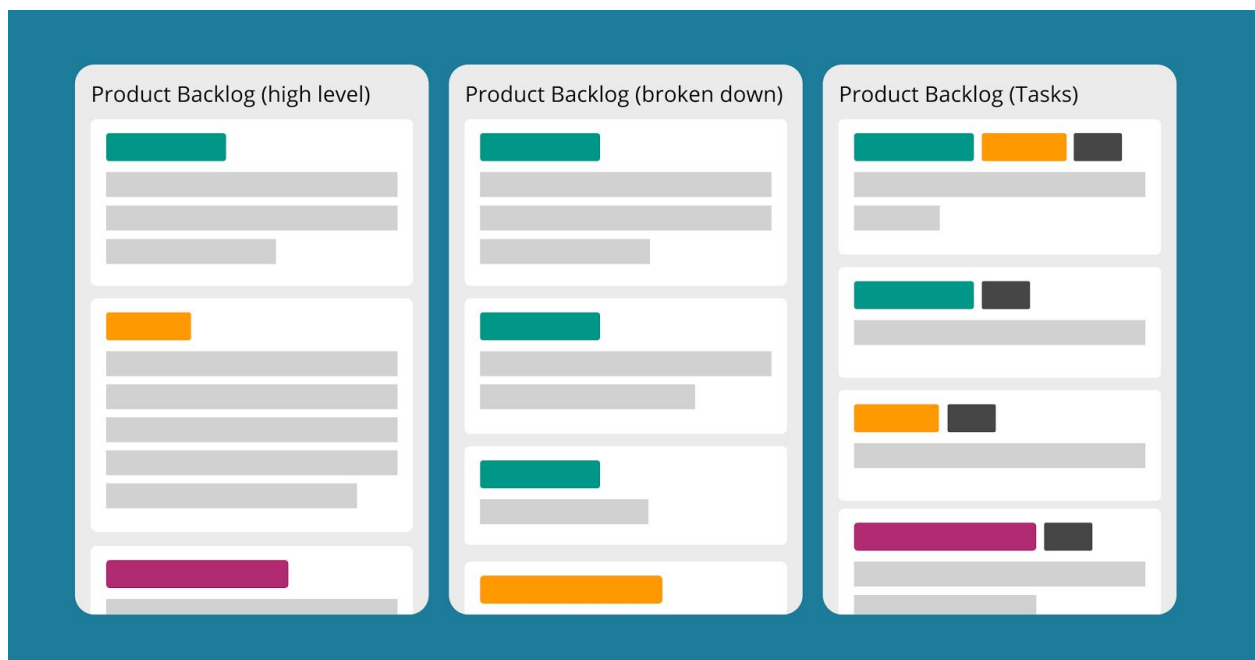 Product Backlog (high level)
Product Backlog (broken down)
Product Backlog (Tasks)